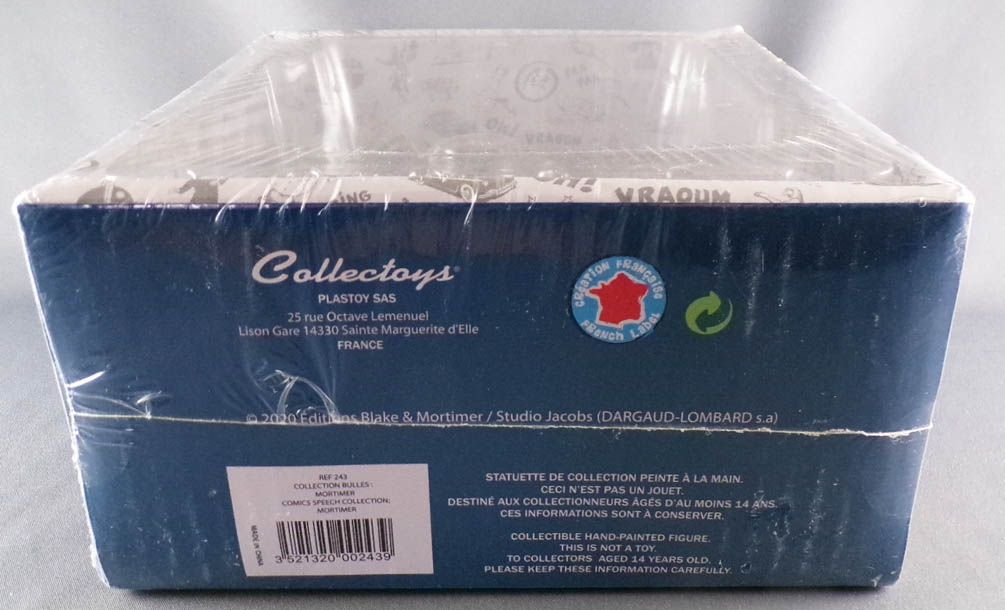 VRAOUM
Collectoys®
PLASTOY SAS
25 rue Octave Lemenuel
Lison Gare 14330 Sainte Marguerite d'Elle
FRANCE
CRÉATION FRANÇAISE
FRENCH LABEL
© 2020 Editions Blake & Mortimer / Studio Jacobs (DARGAUD-LOMBARD s.a)
REF 243
COLLECTION BULLES :
MORTIMER
COMICS SPEECH COLLECTION:
MORTIMER
MADE IN CHINA
3 521320 002439
STATUETTE DE COLLECTION PEINTE À LA MAIN.
CECI N'EST PAS UN JOUET.
DESTINÉ AUX COLLECTIONNEURS ÂGÉS D'AU MOINS 14 ANS.
CES INFORMATIONS SONT À CONSERVER.
COLLECTIBLE HAND-PAINTED FIGURE.
THIS IS NOT A TOY.
TO COLLECTORS AGED 14 YEARS OLD.
PLEASE KEEP THESE INFORMATION CAREFULLY.